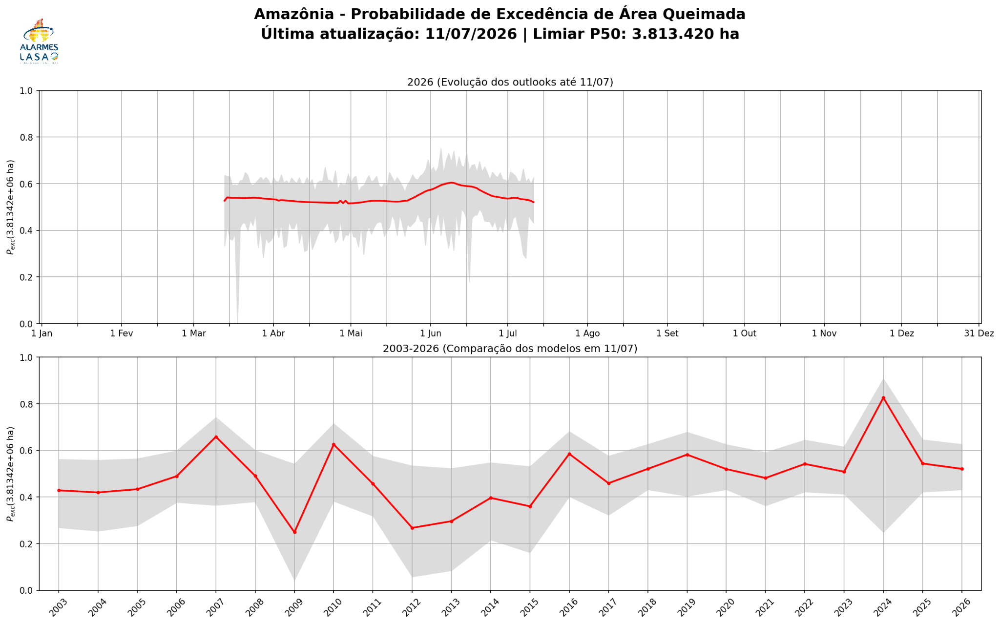 Amazônia - Probabilidade de Excedência de Área Queimada
Última atualização: 11/07/2026 | Limiar P50: 3.813.420 ha
ALARMES
LASA
2026 (Evolução dos outlooks até 11/07)
1.0
0.8
0.6
0.4
0.2
0.0
Pexc(3.81342e+06 ha)
1 Jan 1 Fev 1 Mar 1 Abr 1 Mai 1 Jun 1 Jul 1 Ago 1 Set 1 Out 1 Nov 1 Dez 31 Dez
2003-2026 (Comparação dos modelos em 11/07)
1.0
0.8
0.6
0.4
0.2
0.0
Pexc(3.81342e+06 ha)
2003 2004 2005 2006 2007 2008 2009 2010 2011 2012 2013 2014 2015 2016 2017 2018 2019 2020 2021 2022 2023 2024 2025 2026